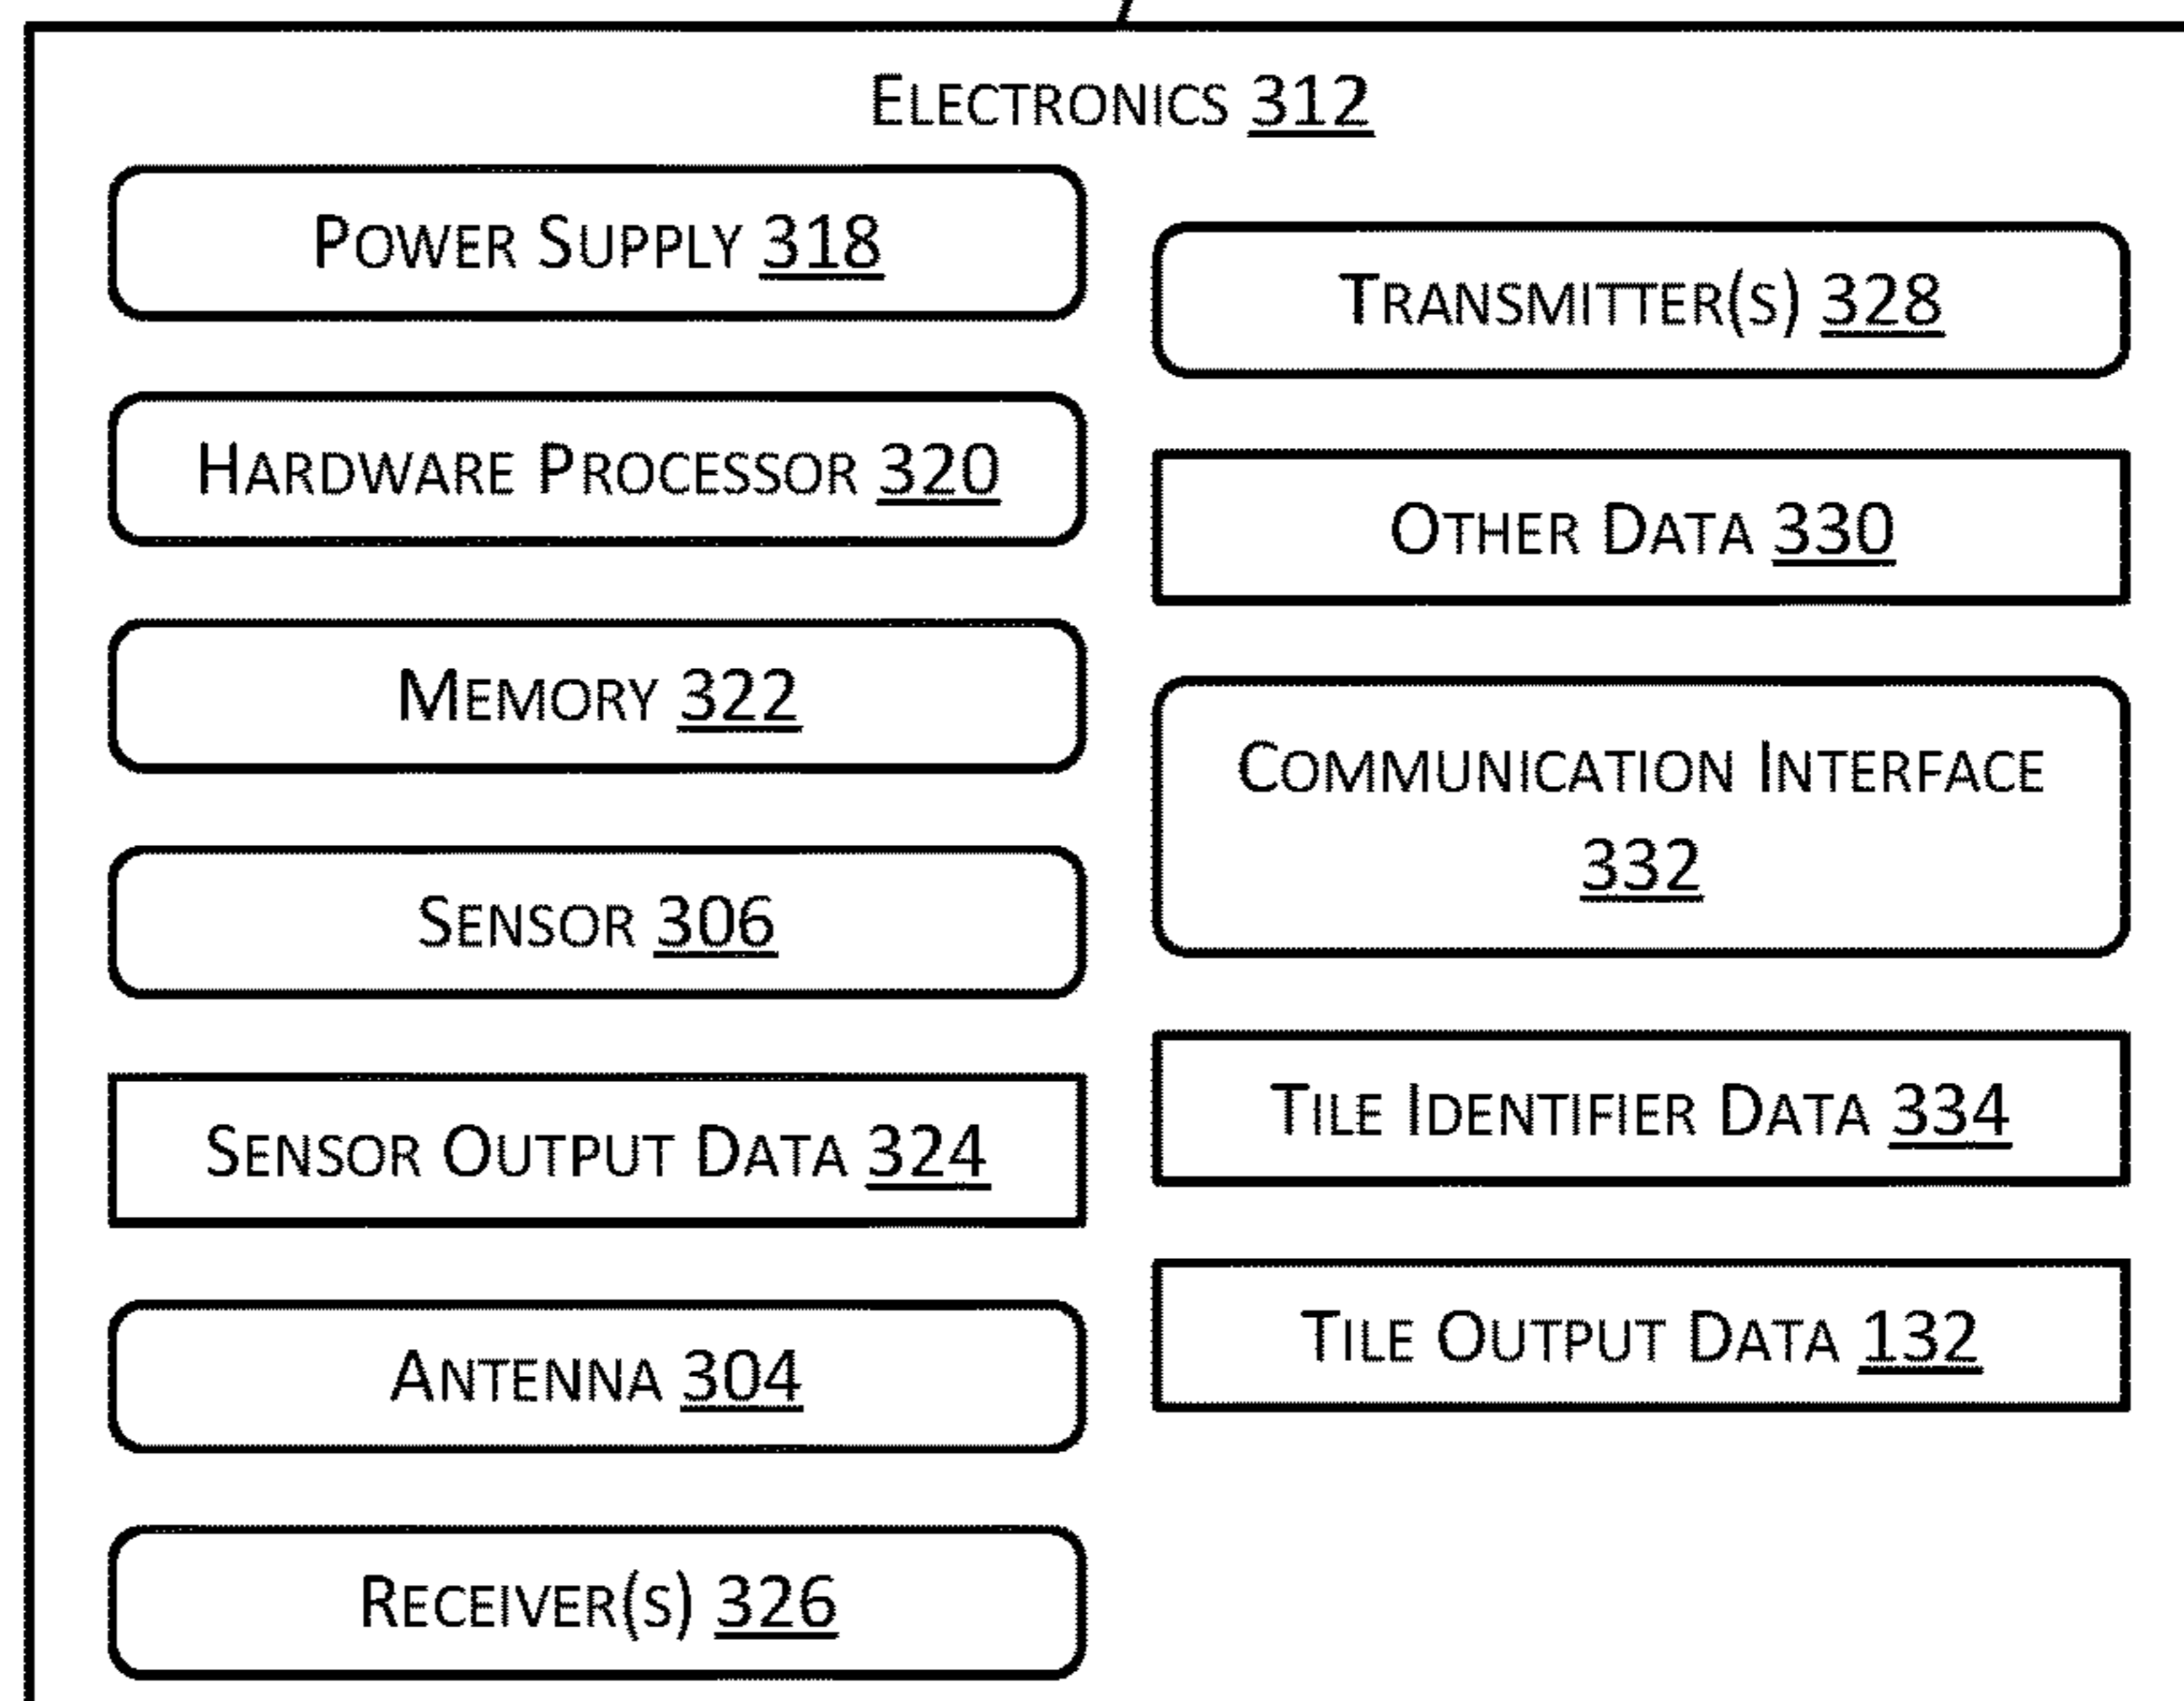 ELECTRONICS 312
POWER SUPPLY 318
HARDWARE PROCESSOR 320
MEMORY 322
SENSOR 306
SENSOR OUTPUT DATA 324
ANTENNA 304
RECEIVER(S) 326
TRANSMITTER(S) 328
OTHER DATA 330
COMMUNICATION INTERFACE
332
TILE IDENTIFIER DATA 334
TILE OUTPUT DATA 132